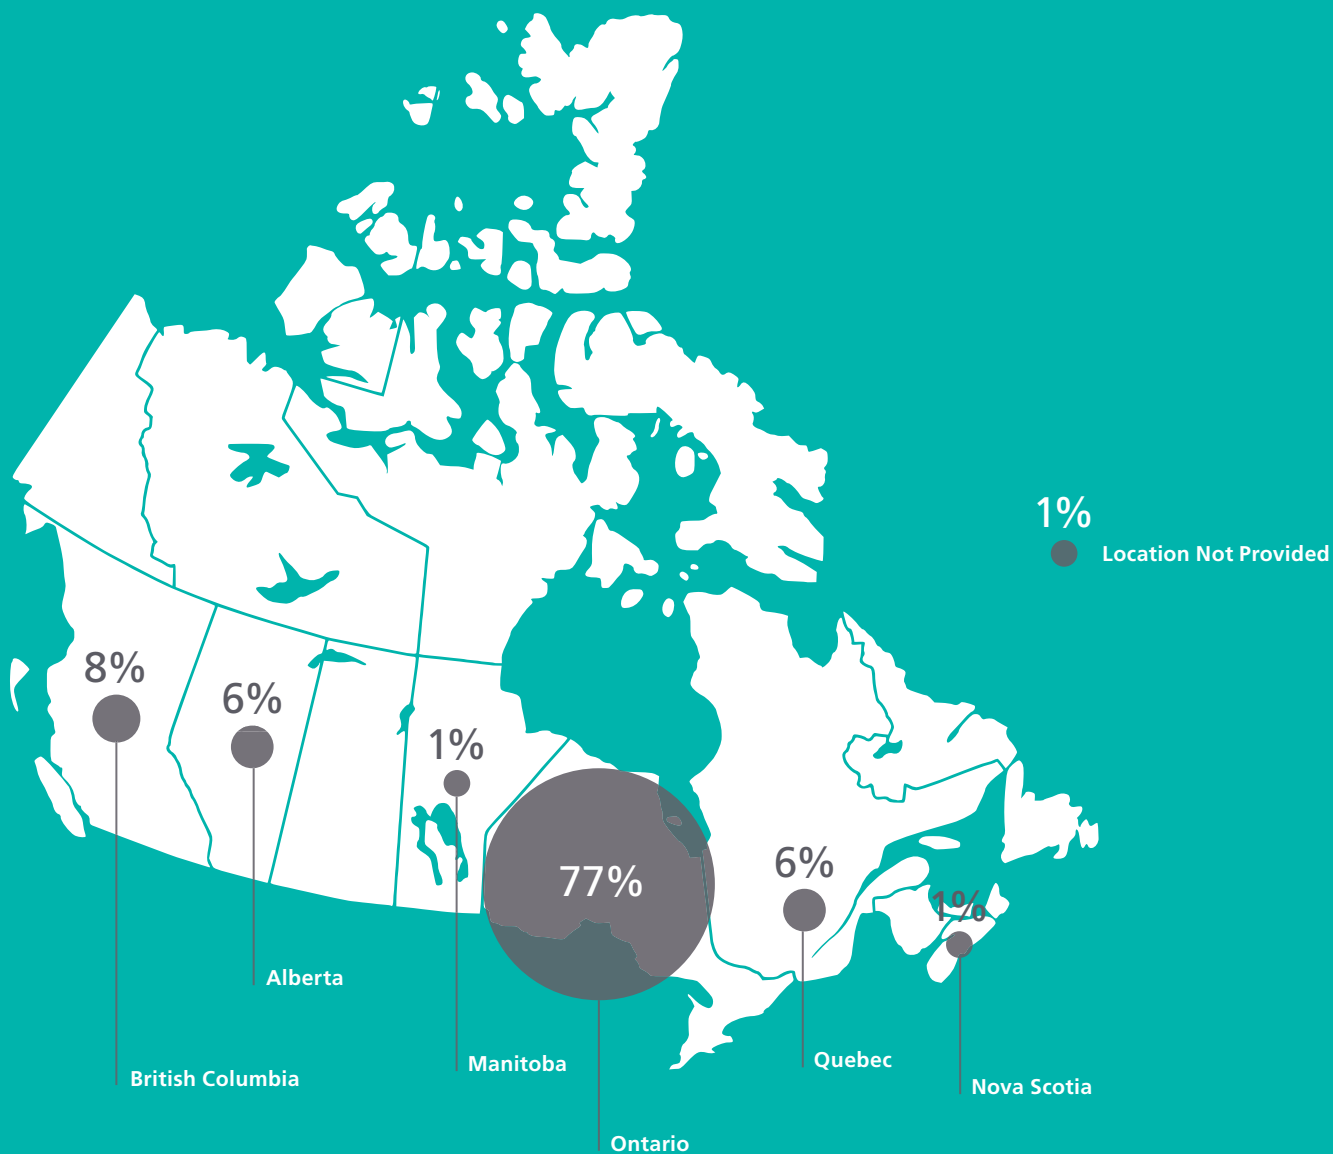 1%
Location Not Provided
8%
6%
1%
77%
6%
1%
Alberta
British Columbia
Manitoba
Quebec
Nova Scotia
Ontario